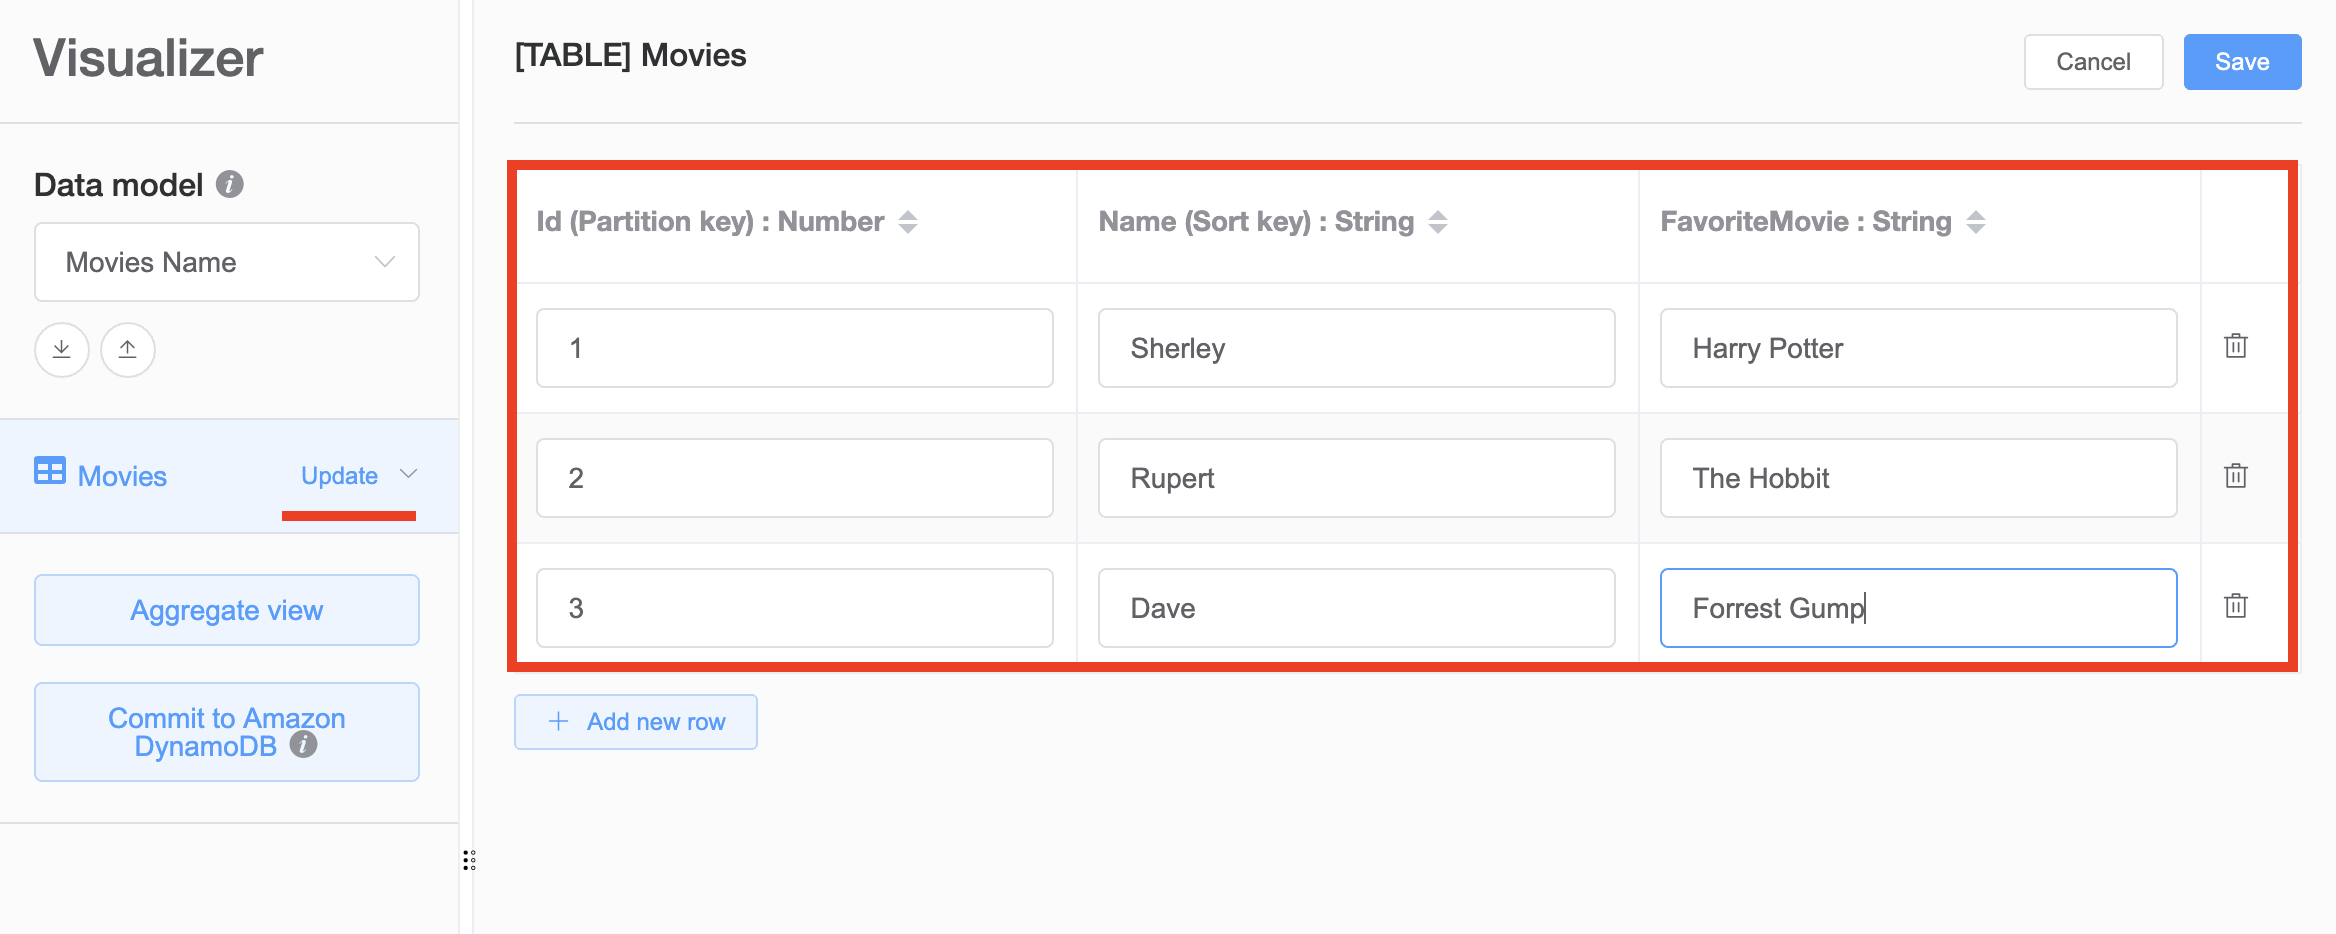 Visualizer
Data model
Movies Name
Movies Update
Aggregate view
Commit to Amazon
DynamoDB
[TABLE] Movies
Cancel Save
Id (Partition key) : Number Name (Sort key) : String FavoriteMovie : String
1 Sherley Harry Potter
2 Rupert The Hobbit
3 Dave Forrest Gump
+ Add new row